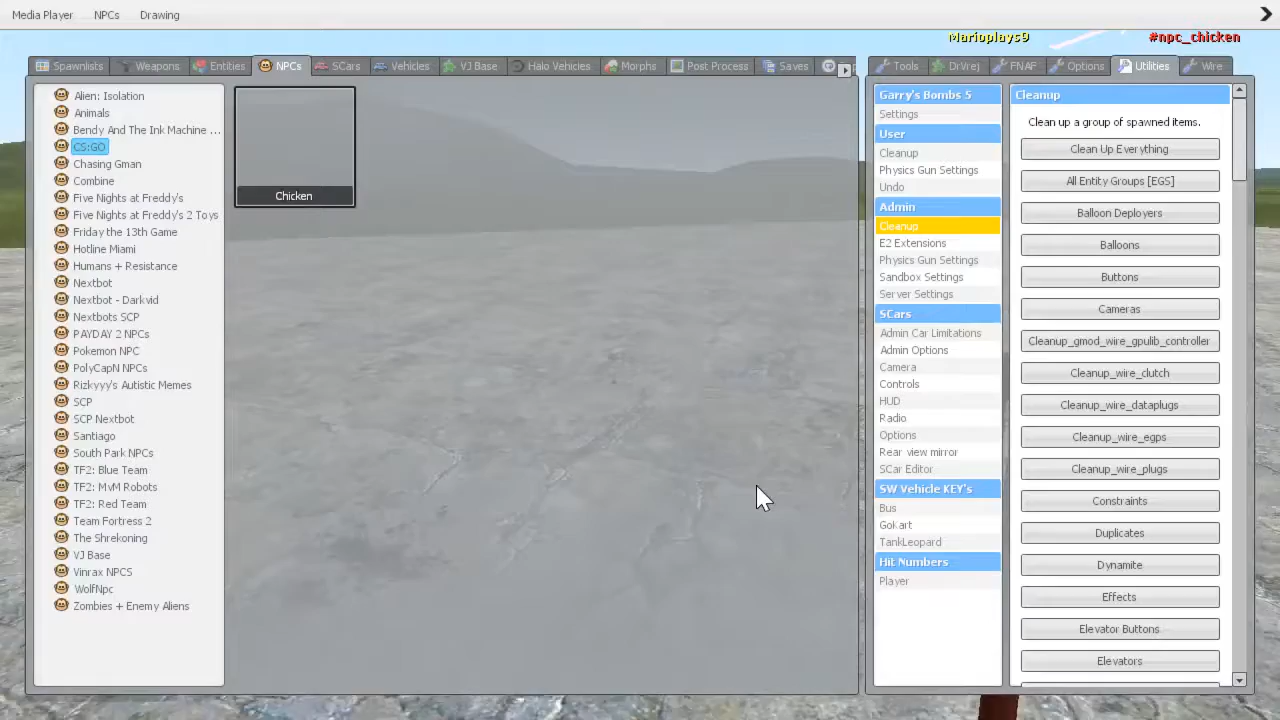 Media Player NPCs Drawing
Marioplays9 #npc_chicken
Spawnlists Weapons Entities NPCs SCars Vehicles VJ Base Halo Vehicles Morphs Post Process Saves
Tools DrVrej FNAF Options Utilities Wire
Alien: Isolation
Animals
Bendy And The Ink Machine ...
CS:GO
Chasing Gman
Combine
Five Nights at Freddy's
Five Nights at Freddy's 2 Toys
Friday the 13th Game
Hotline Miami
Humans + Resistance
Nextbot
Nextbot - Darkvid
Nextbots SCP
PAYDAY 2 NPCs
Pokemon NPC
PolyCapN NPCs
Rizkyyy's Autistic Memes
SCP
SCP Nextbot
Santiago
South Park NPCs
TF2: Blue Team
TF2: MvM Robots
TF2: Red Team
Team Fortress 2
The Shrekoning
VJ Base
Vinrax NPCS
WolfNpc
Zombies + Enemy Aliens
Chicken
Garry's Bombs 5
Settings
User
Cleanup
Physics Gun Settings
Undo
Admin
Cleanup
E2 Extensions
Physics Gun Settings
Sandbox Settings
Server Settings
SCars
Admin Car Limitations
Admin Options
Camera
Controls
HUD
Radio
Options
Rear view mirror
SCar Editor
SW Vehicle KEY's
Bus
Gokart
TankLeopard
Hit Numbers
Player
Cleanup
Clean up a group of spawned items.
Clean Up Everything
All Entity Groups [EGS]
Balloon Deployers
Balloons
Buttons
Cameras
Cleanup_gmod_wire_gpulib_controller
Cleanup_wire_clutch
Cleanup_wire_dataplugs
Cleanup_wire_egps
Cleanup_wire_plugs
Constraints
Duplicates
Dynamite
Effects
Elevator Buttons
Elevators